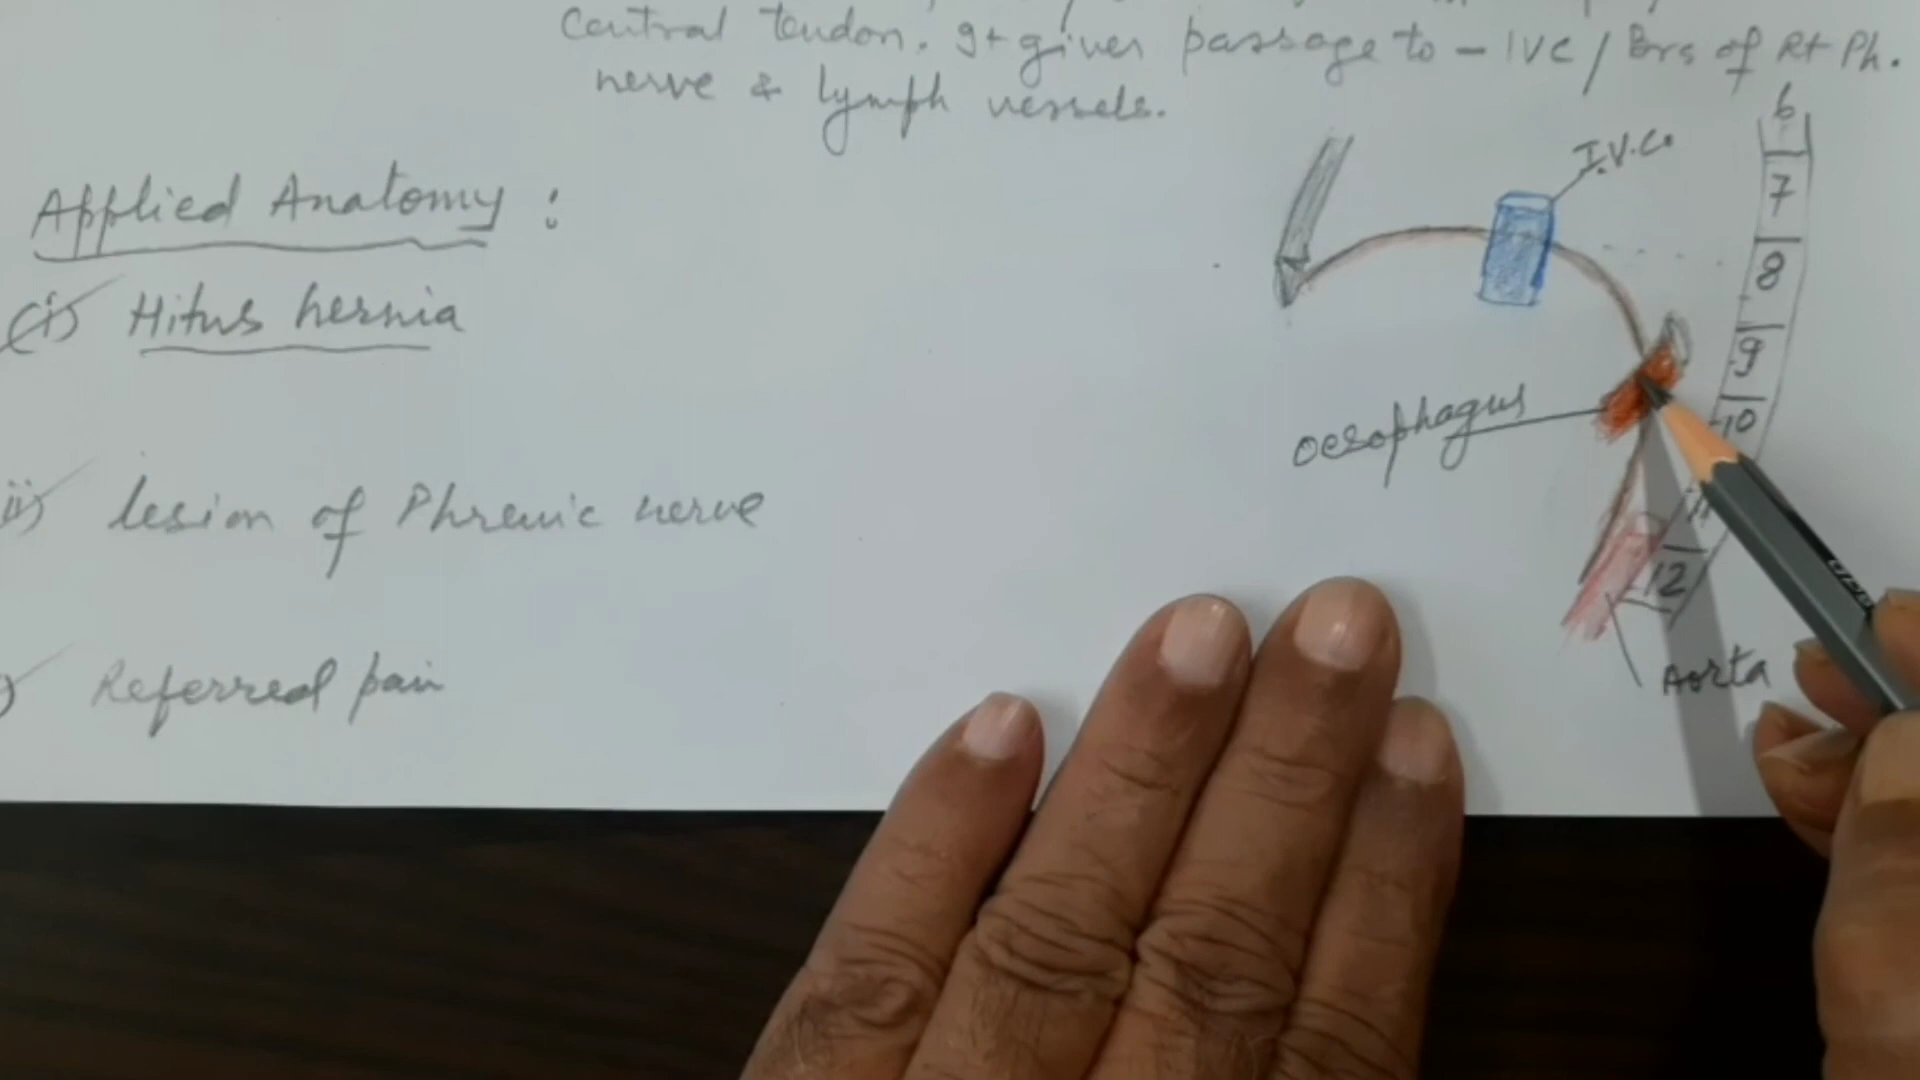 Central tendon. It gives passage to - IVC / Brs of Rt Ph.
nerve & lymph vessels.
Applied Anatomy :
(i) Hitus hernia
ii) lesion of Phrenic nerve
) Referred pain
I.V.C.
oesophagus
Aorta
6
7
8
9
10
11
12